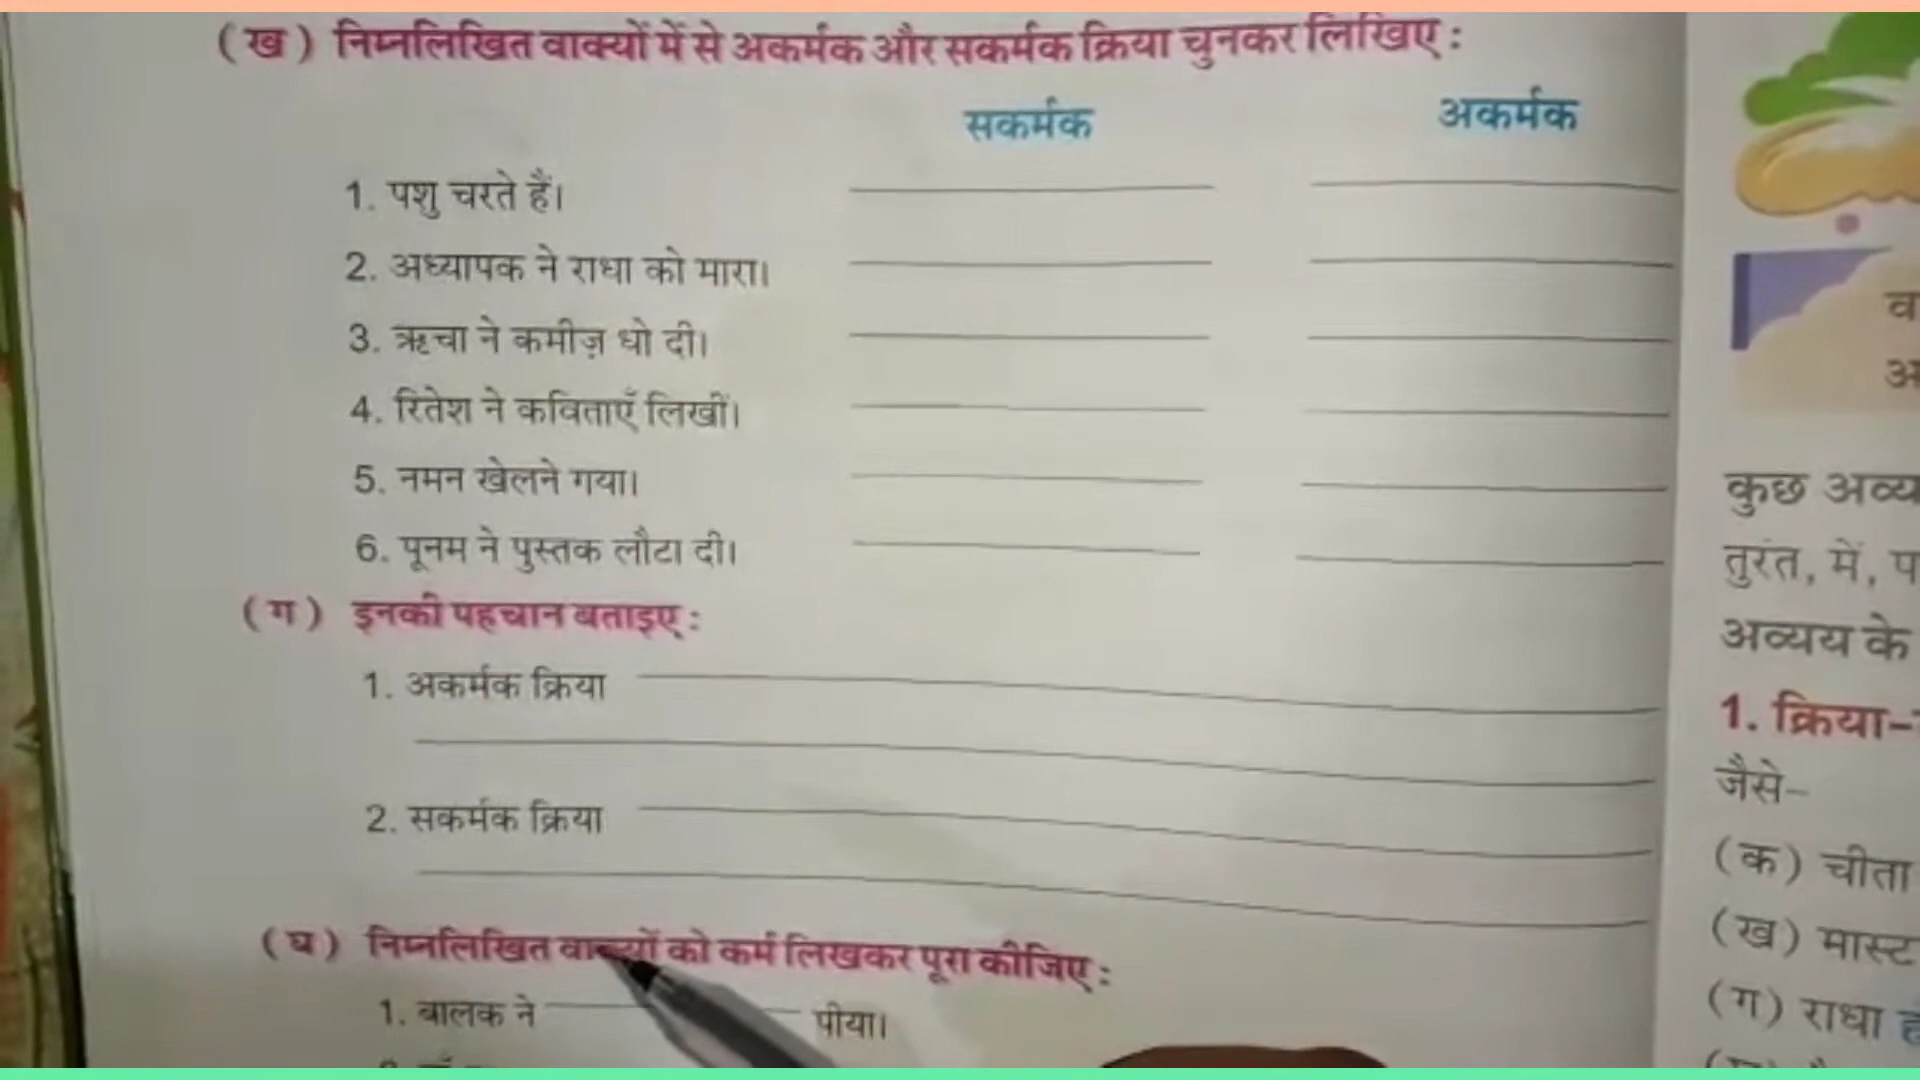 ( ख ) निम्नलिखित वाक्यों में से अकर्मक और सकर्मक क्रिया चुनकर लिखिए :
सकर्मक अकर्मक
1. पशु चरते हैं।
2. अध्यापक ने राधा को मारा।
3. ऋचा ने कमीज़ धो दी।
4. रितेश ने कविताएँ लिखीं।
5. नमन खेलने गया।
6. पूनम ने पुस्तक लौटा दी।
( ग ) इनकी पहचान बताइए :
1. अकर्मक क्रिया
2. सकर्मक क्रिया
( घ ) निम्नलिखित वाक्यों को कर्म लिखकर पूरा कीजिए :
1. बालक ने पीया।
कुछ
तुरंत, में,
अव्यय के
1. क्रिया-
जैसे-
(क) चीता
(ख)
(ग) राधा